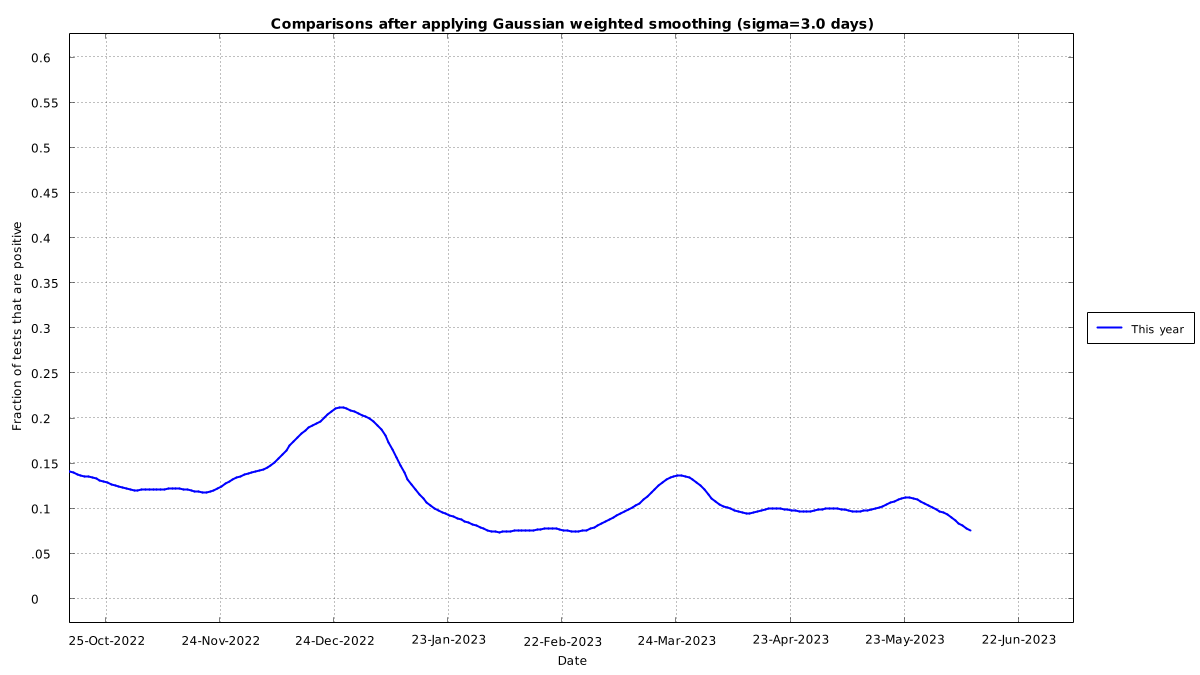 Comparisons after applying Gaussian weighted smoothing (sigma=3.0 days)
0.6
0.55
0.5
0.45
0.4
0.35
0.3
0.25
0.2
0.15
0.1
.05
0
Fraction of tests that are positive
This year
25-Oct-2022 24-Nov-2022 24-Dec-2022 23-Jan-2023 22-Feb-2023 24-Mar-2023 23-Apr-2023 23-May-2023 22-Jun-2023
Date